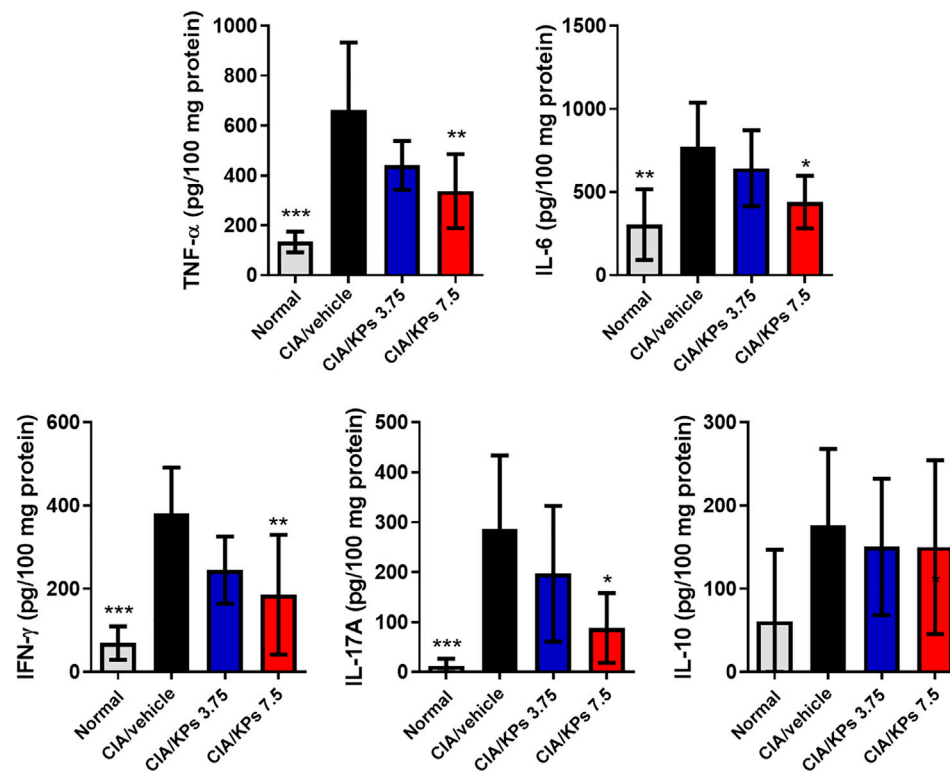 TNF-α (pg/100 mg protein)
1000
800
600
400
200
0
***
**
Normal
CIA/vehicle
CIA/KPs 3.75
CIA/KPs 7.5
IL-6 (pg/100 mg protein)
1500
1000
500
0
**
*
Normal
CIA/vehicle
CIA/KPs 3.75
CIA/KPs 7.5
IFN-γ (pg/100 mg protein)
600
400
200
0
***
**
Normal
CIA/vehicle
CIA/KPs 3.75
CIA/KPs 7.5
IL-17A (pg/100 mg protein)
500
400
300
200
100
0
***
*
Normal
CIA/vehicle
CIA/KPs 3.75
CIA/KPs 7.5
IL-10 (pg/100 mg protein)
300
200
100
0
*
Normal
CIA/vehicle
CIA/KPs 3.75
CIA/KPs 7.5